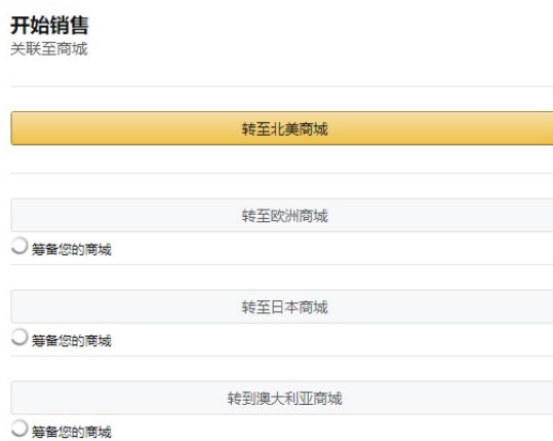 开始销售
关联至商城
转至北美商城
转至欧洲商城
筹备您的商城
转至日本商城
筹备您的商城
转到澳大利亚商城
筹备您的商城